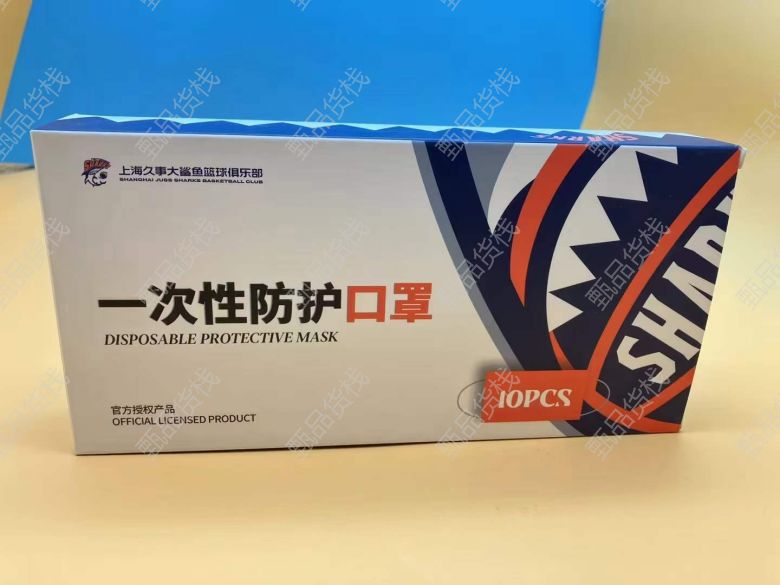 SHARKS
上海久事大鲨鱼篮球俱乐部
SHANGHAI JUSS SHARKS BASKETBALL CLUB
一次性防护口罩
DISPOSABLE PROTECTIVE MASK
官方授权产品
OFFICIAL LICENSED PRODUCT
10PCS
SHARK
SHARKS
甄品货栈